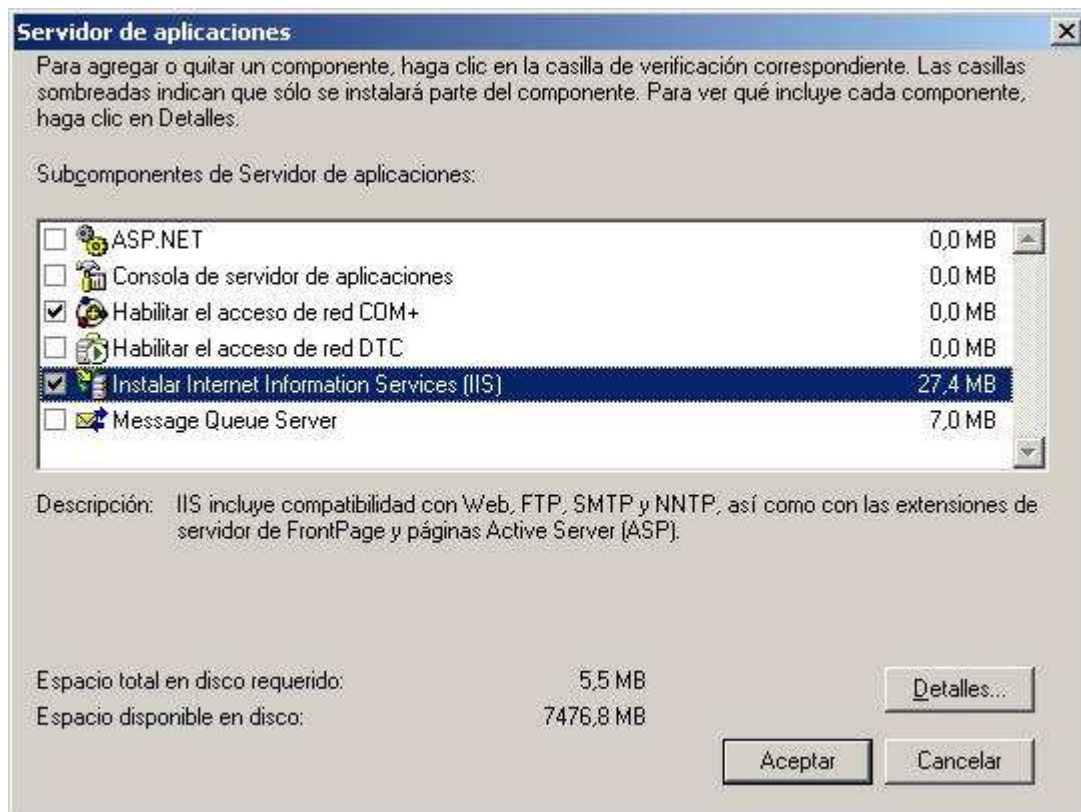 Servidor de aplicaciones
Para agregar o quitar un componente, haga clic en la casilla de verificación correspondiente. Las casillas
sombreadas indican que sólo se instalará parte del componente. Para ver qué incluye cada componente,
haga clic en Detalles.
Subcomponentes de Servidor de aplicaciones:
ASP.NET 0,0 MB
Consola de servidor de aplicaciones 0,0 MB
Habilitar el acceso de red COM+ 0,0 MB
Habilitar el acceso de red DTC 0,0 MB
Instalar Internet Information Services (IIS) 27,4 MB
Message Queue Server 7,0 MB
Descripción: IIS incluye compatibilidad con Web, FTP, SMTP y NNTP, así como con las extensiones de
servidor de FrontPage y páginas Active Server (ASP).
Espacio total en disco requerido: 5,5 MB
Espacio disponible en disco: 7476,8 MB
Detalles...
Aceptar Cancelar